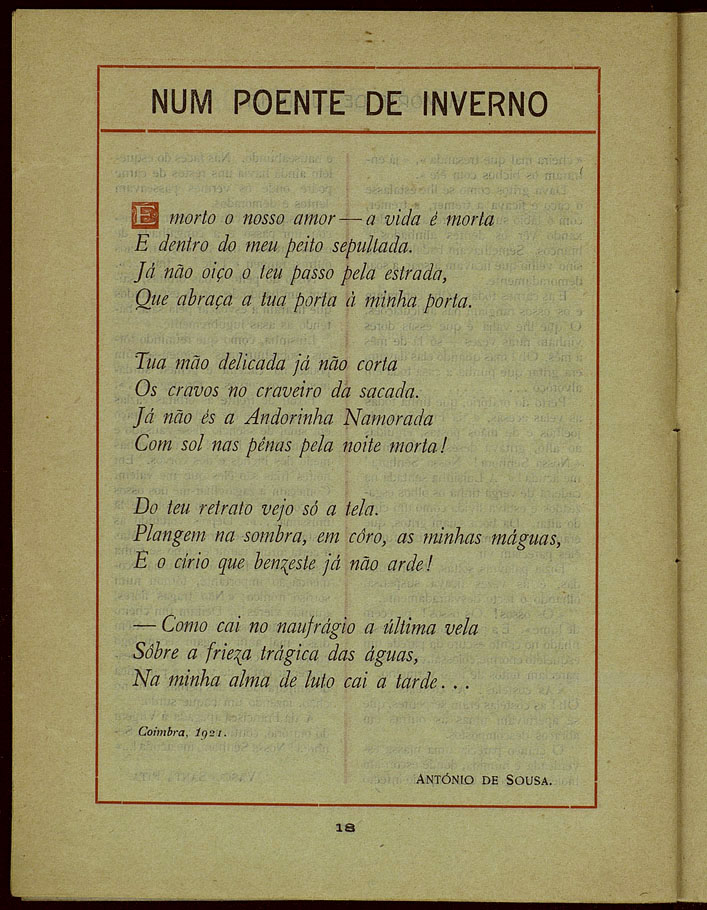 NUM POENTE DE INVERNO
E morto o nosso amor — a vida é morta
E dentro do meu peito sepultada.
Já não oiço o teu passo pela estrada,
Que abraça a tua porta à minha porta.
Tua mão delicada já não corta
Os cravos no craveiro da sacada.
Já não és a Andorinha Namorada
Com sol nas pênas pela noite morta!
Do teu retrato vejo só a tela.
Plangem na sombra, em côro, as minhas máguas,
E o círio que benzeste já não arde!
— Como cai no naufrágio a última vela
Sôbre a frieza trágica das águas,
Na minha alma de luto cai a tarde...
Coimbra, 1921.
ANTÓNIO DE SOUSA.
18